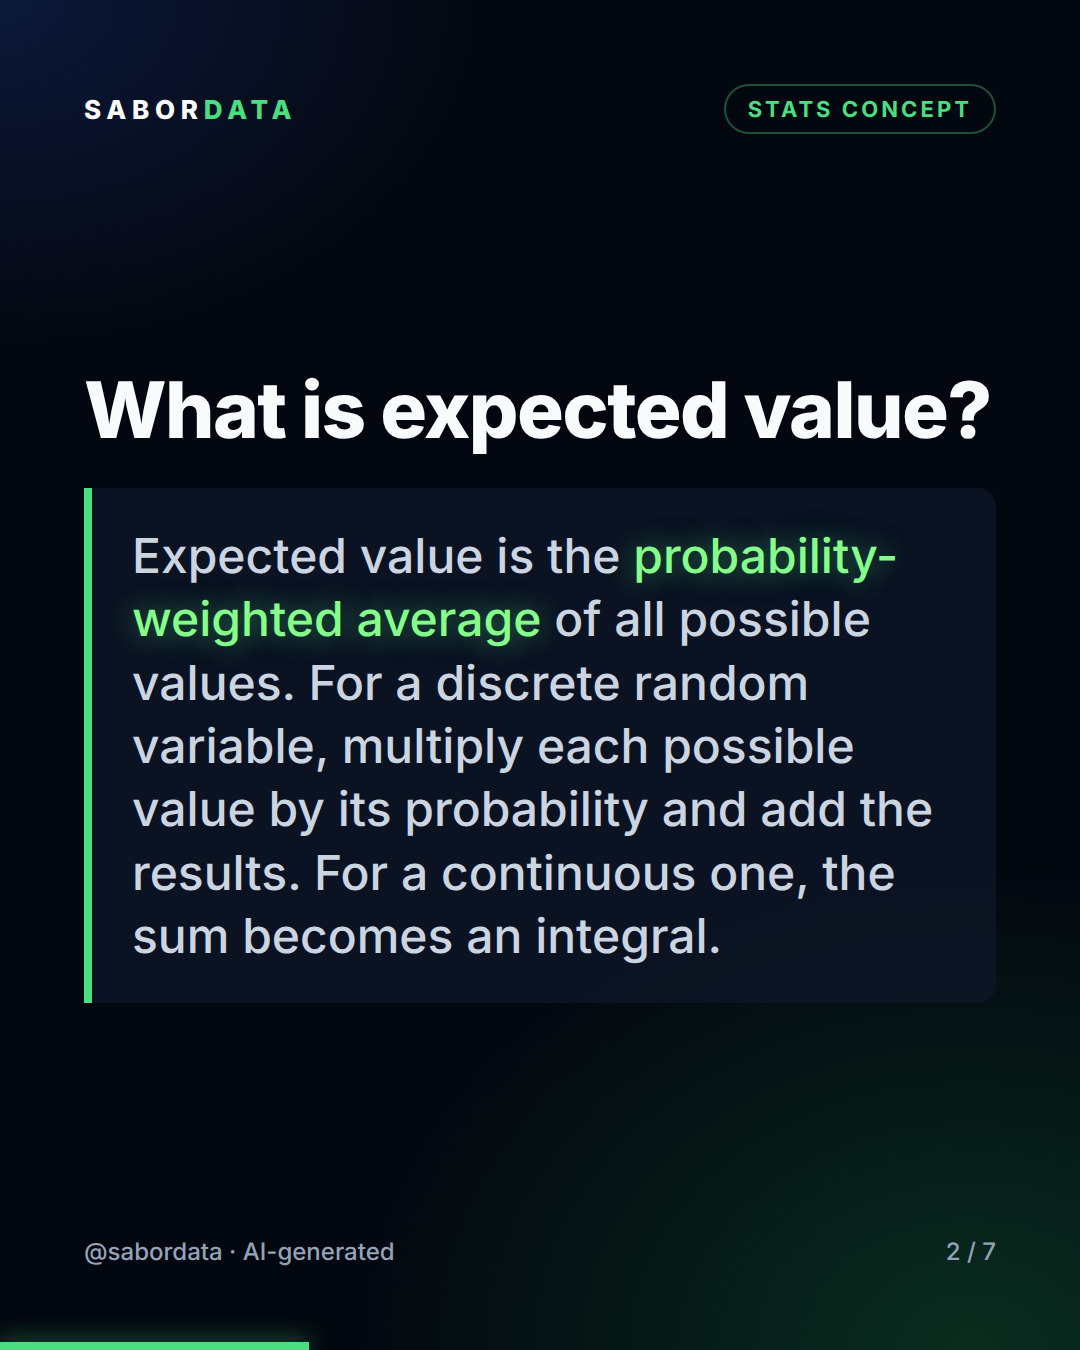 SABORDATA
STATS CONCEPT
What is expected value?
Expected value is the probability-
weighted average of all possible
values. For a discrete random
variable, multiply each possible
value by its probability and add the
results. For a continuous one, the
sum becomes an integral.
@sabordata · AI-generated
2 / 7